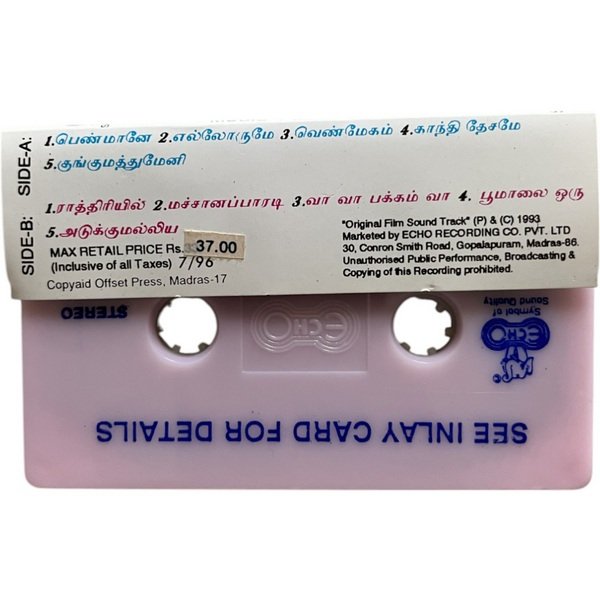 SIDE-A:
1.பெண்மானே 2.எல்லோருமே 3.வெண்மேகம் 4.காந்தி தேசமே
5.குங்குமத்துமேனி
SIDE-B:
1.ராத்திரியில் 2.மச்சானப்பாரடி 3.வா வா பக்கம் வா 4. பூமாலை ஒரு
5.அடுக்குமல்லிய
MAX RETAIL PRICE Rs. 37.00
(Inclusive of all Taxes) 7/96
Copyaid Offset Press, Madras-17
"Original Film Sound Track" (P) & (C) 1993
Marketed by ECHO RECORDING CO. PVT. LTD
30, Conron Smith Road, Gopalapuram, Madras-86.
Unauthorised Public Performance, Broadcasting &
Copying of this Recording prohibited.
STEREO
ECHO
Symbol of
Sound Quality
SEE INLAY CARD FOR DETAILS